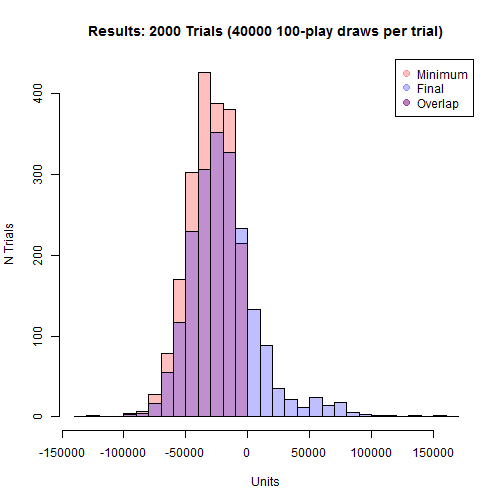 Results: 2000 Trials (40000 100-play draws per trial)
Minimum
Final
Overlap
400
300
200
100
0
N Trials
-150000 -100000 -50000 0 50000 100000 150000
Units